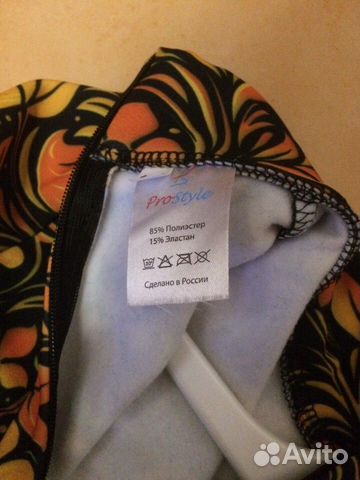 ProStyle
85% Полиэстер
15% Эластан
Сделано в России
Avito